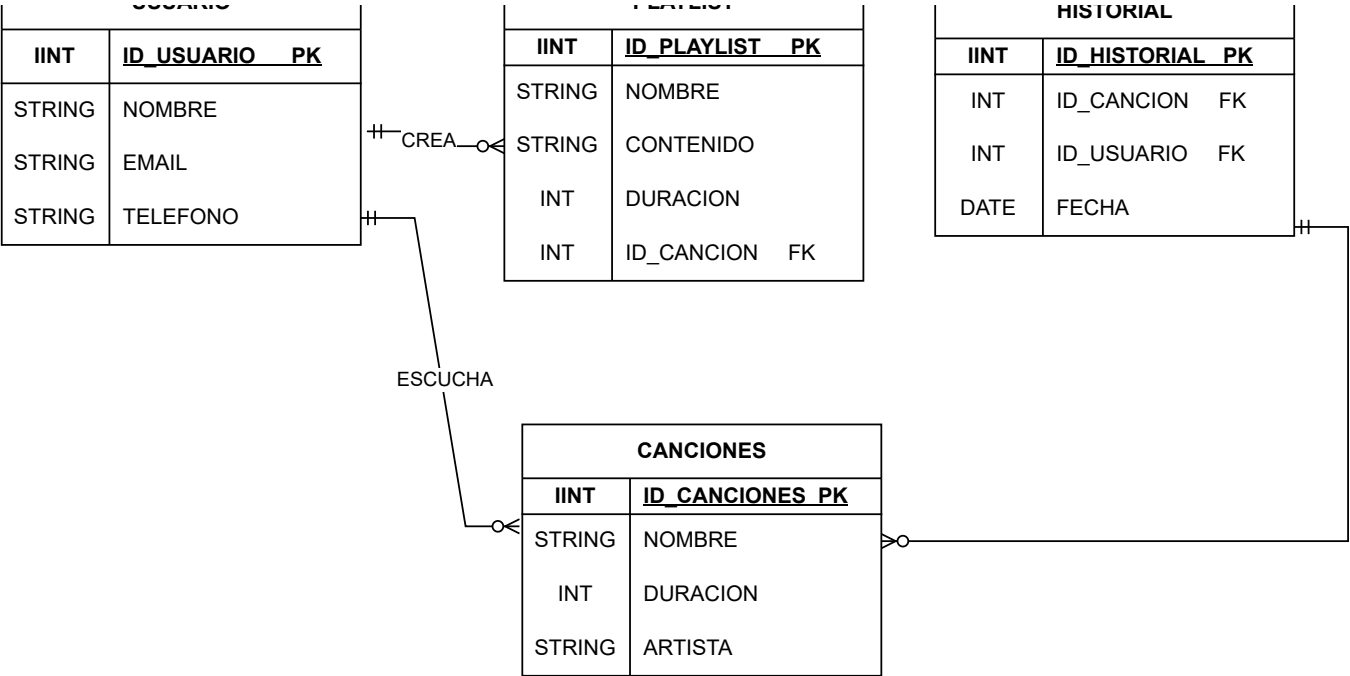 USUARIO
IINT ID_USUARIO PK
STRING NOMBRE
STRING EMAIL
STRING TELEFONO
CREA
PLAYLIST
IINT ID_PLAYLIST PK
STRING NOMBRE
STRING CONTENIDO
INT DURACION
INT ID_CANCION FK
HISTORIAL
IINT ID_HISTORIAL PK
INT ID_CANCION FK
INT ID_USUARIO FK
DATE FECHA
ESCUCHA
CANCIONES
IINT ID_CANCIONES PK
STRING NOMBRE
INT DURACION
STRING ARTISTA